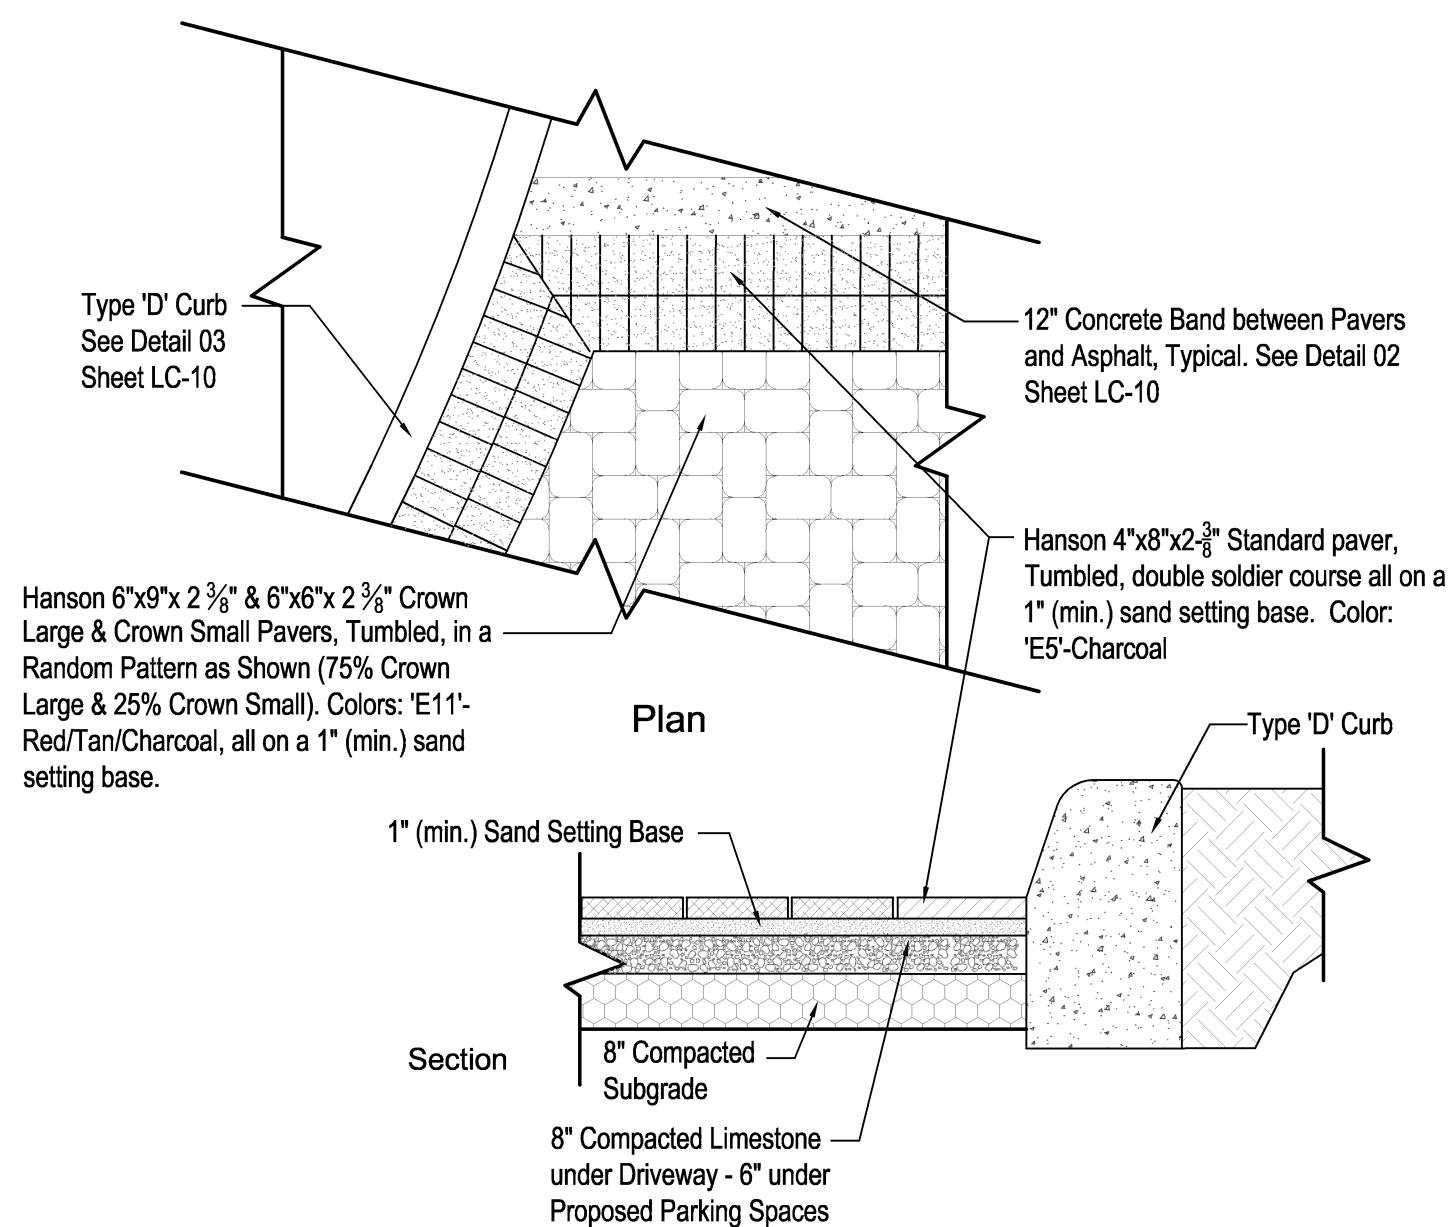 Type 'D' Curb
See Detail 03
Sheet LC-10
12" Concrete Band between Pavers
and Asphalt, Typical. See Detail 02
Sheet LC-10
Hanson 4"x8"x2-3/8" Standard paver,
Tumbled, double soldier course all on a
1" (min.) sand setting base. Color:
'E5'-Charcoal
Hanson 6"x9"x 2 3/8" & 6"x6"x 2 3/8" Crown
Large & Crown Small Pavers, Tumbled, in a
Random Pattern as Shown (75% Crown
Large & 25% Crown Small). Colors: 'E11'-
Red/Tan/Charcoal, all on a 1" (min.) sand
setting base.
Plan
Type 'D' Curb
1" (min.) Sand Setting Base
Section
8" Compacted
Subgrade
8" Compacted Limestone
under Driveway - 6" under
Proposed Parking Spaces